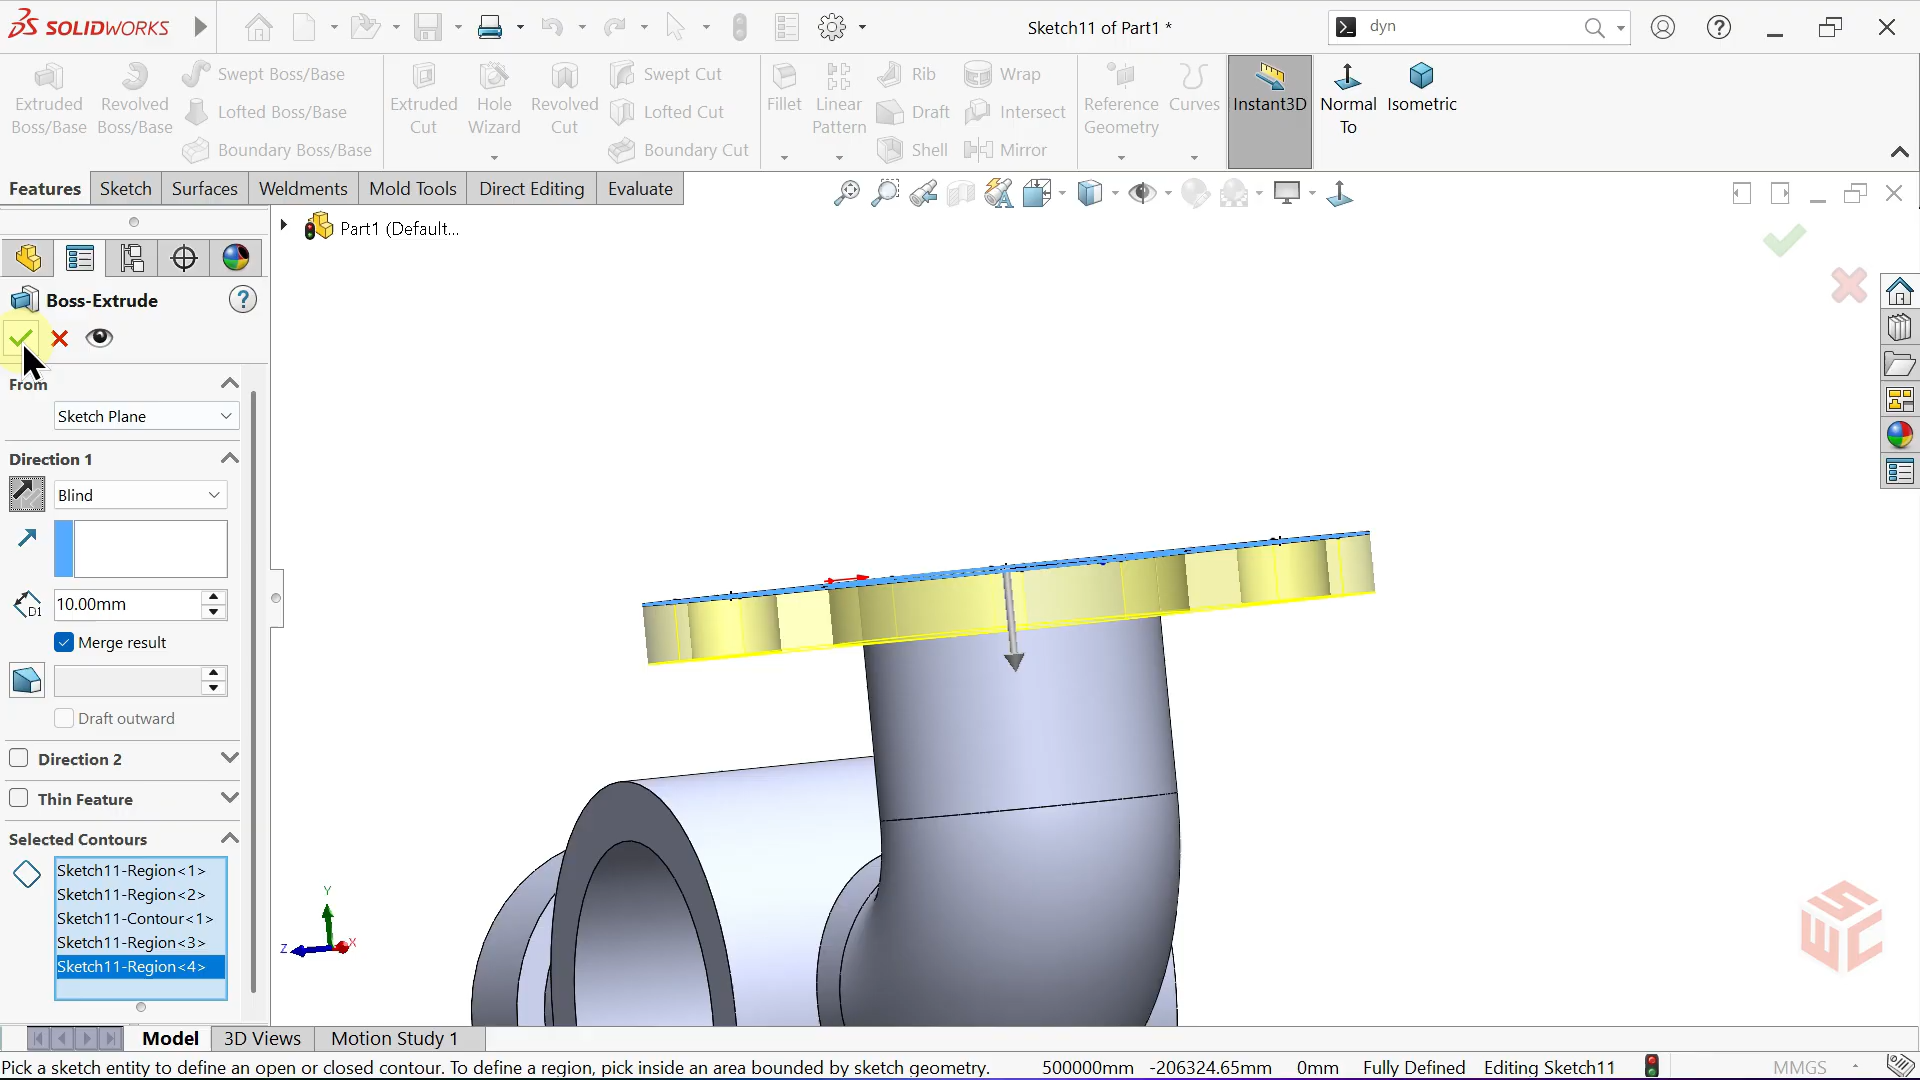 SOLIDWORKS
Sketch11 of Part1 *
dyn
Extruded Boss/Base
Revolved Boss/Base
Swept Boss/Base
Lofted Boss/Base
Boundary Boss/Base
Extruded Cut
Hole Wizard
Revolved Cut
Swept Cut
Lofted Cut
Boundary Cut
Fillet
Linear Pattern
Rib
Draft
Shell
Wrap
Intersect
Mirror
Reference Geometry
Curves
Instant3D
Normal To
Isometric
Features
Sketch
Surfaces
Weldments
Mold Tools
Direct Editing
Evaluate
Part1 (Default...
Boss-Extrude
From
Sketch Plane
Direction 1
Blind
D1
10.00mm
Merge result
Draft outward
Direction 2
Thin Feature
Selected Contours
Sketch11-Region<1>
Sketch11-Region<2>
Sketch11-Contour<1>
Sketch11-Region<3>
Sketch11-Region<4>
Y
Z
X
SWC
Model
3D Views
Motion Study 1
Pick a sketch entity to define an open or closed contour. To define a region, pick inside an area bounded by sketch geometry.
500000mm
-206324.65mm
0mm
Fully Defined
Editing Sketch11
MMGS